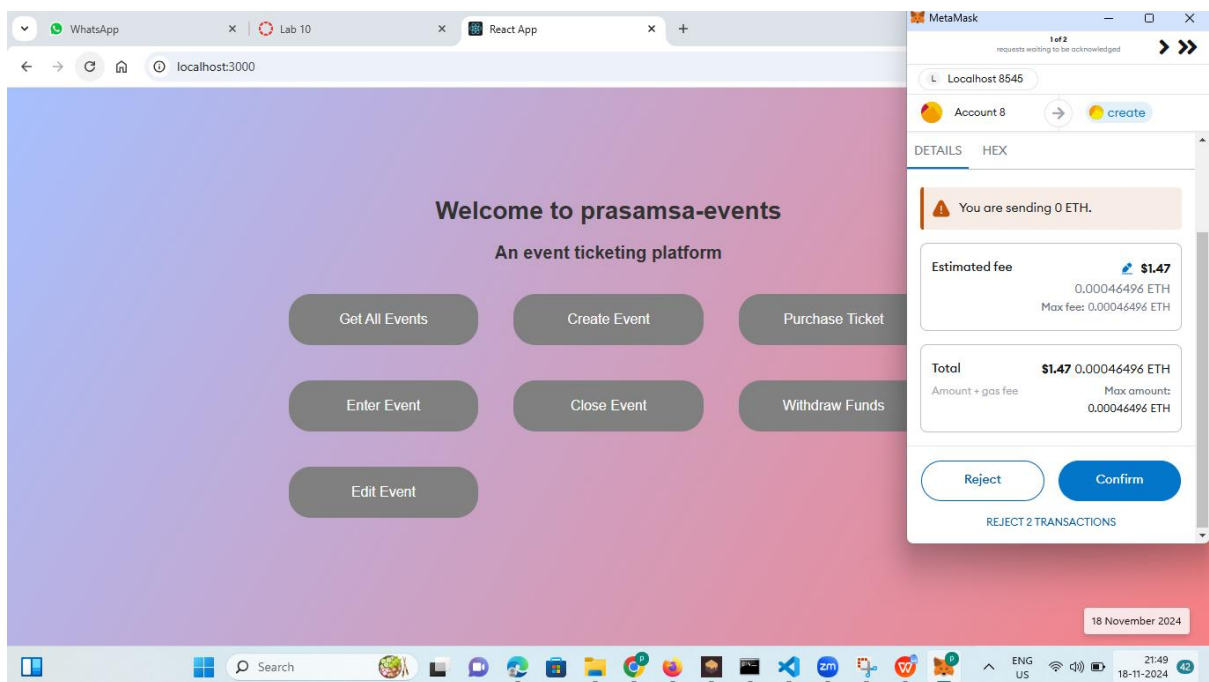 WhatsApp
Lab 10
React App
localhost:3000
MetaMask
1 of 2
requests waiting to be acknowledged
L Localhost 8545
Account 8
create
DETAILS HEX
You are sending 0 ETH.
Estimated fee $1.47
0.00046496 ETH
Max fee: 0.00046496 ETH
Total $1.47 0.00046496 ETH
Amount + gas fee Max amount:
0.00046496 ETH
Reject Confirm
REJECT 2 TRANSACTIONS
Welcome to prasamsa-events
An event ticketing platform
Get All Events Create Event Purchase Ticket
Enter Event Close Event Withdraw Funds
Edit Event
18 November 2024
Search
zm
ENG
US
21:49
18-11-2024
42